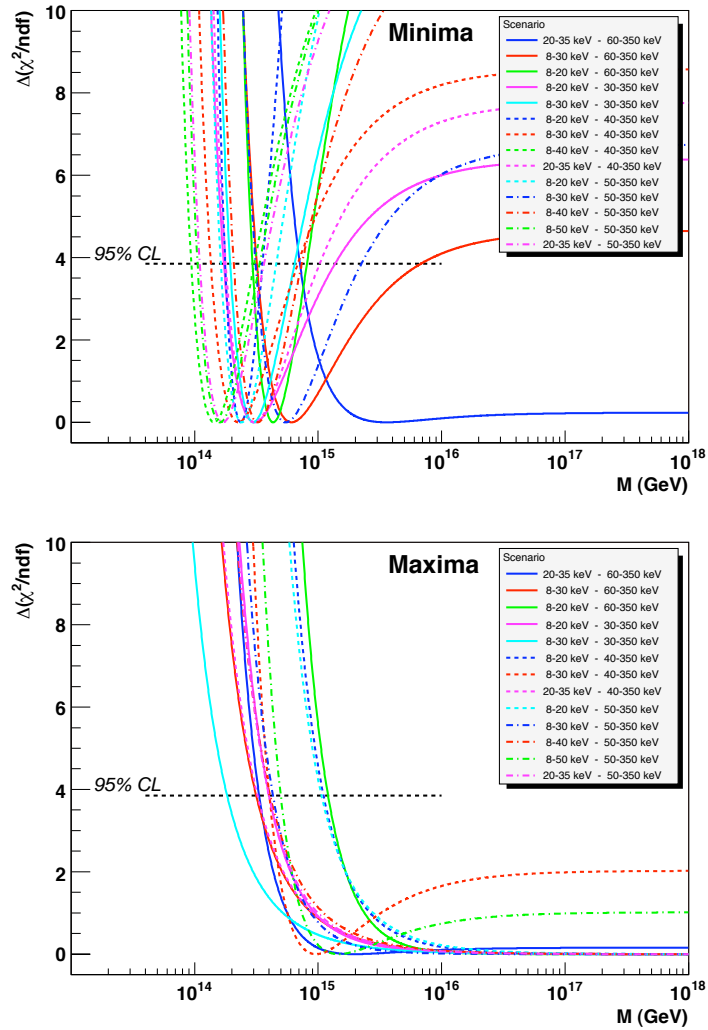 Minima
Δ(χ²/ndf)
10
8
6
4
2
0
95% CL
Scenario
20-35 keV - 60-350 keV
8-30 keV - 60-350 keV
8-20 keV - 60-350 keV
8-20 keV - 30-350 keV
8-30 keV - 30-350 keV
8-20 keV - 40-350 keV
8-30 keV - 40-350 keV
8-40 keV - 40-350 keV
20-35 keV - 40-350 keV
8-20 keV - 50-350 keV
8-30 keV - 50-350 keV
8-40 keV - 50-350 keV
8-50 keV - 50-350 keV
20-35 keV - 50-350 keV
10¹⁴ 10¹⁵ 10¹⁶ 10¹⁷ 10¹⁸
M (GeV)
Maxima
Δ(χ²/ndf)
10
8
6
4
2
0
95% CL
Scenario
20-35 keV - 60-350 keV
8-30 keV - 60-350 keV
8-20 keV - 60-350 keV
8-20 keV - 30-350 keV
8-30 keV - 30-350 keV
8-20 keV - 40-350 keV
8-30 keV - 40-350 keV
20-35 keV - 40-350 keV
8-20 keV - 50-350 keV
8-30 keV - 50-350 keV
8-40 keV - 50-350 keV
8-50 keV - 50-350 keV
20-35 keV - 50-350 keV
10¹⁴ 10¹⁵ 10¹⁶ 10¹⁷ 10¹⁸
M (GeV)